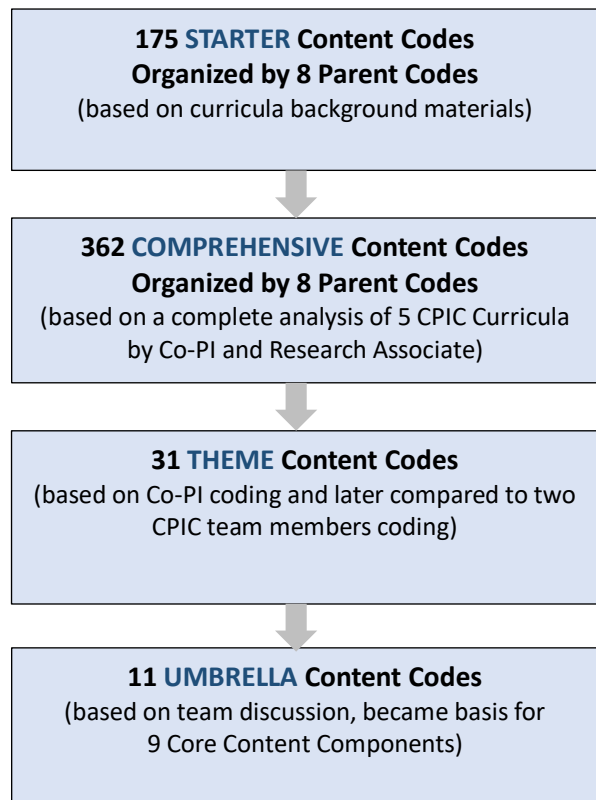 175 STARTER Content Codes
Organized by 8 Parent Codes
(based on curricula background materials)
362 COMPREHENSIVE Content Codes
Organized by 8 Parent Codes
(based on a complete analysis of 5 CPIC Curricula
by Co-PI and Research Associate)
31 THEME Content Codes
(based on Co-PI coding and later compared to two
CPIC team members coding)
11 UMBRELLA Content Codes
(based on team discussion, became basis for
9 Core Content Components)